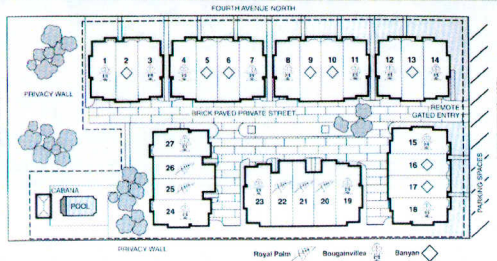 FOURTH AVENUE NORTH
1 2 3 4 5 6 7 8 9 10 11 12 13 14
PRIVACY WALL
BRICK PAVED PRIVATE STREET
REMOTE
GATED ENTRY
27
26
25
24
23 22 21 20 19
15
16
17
18
PARKING SPACES
CABANA
POOL
PRIVACY WALL
Royal Palm Bougainvillea Banyan